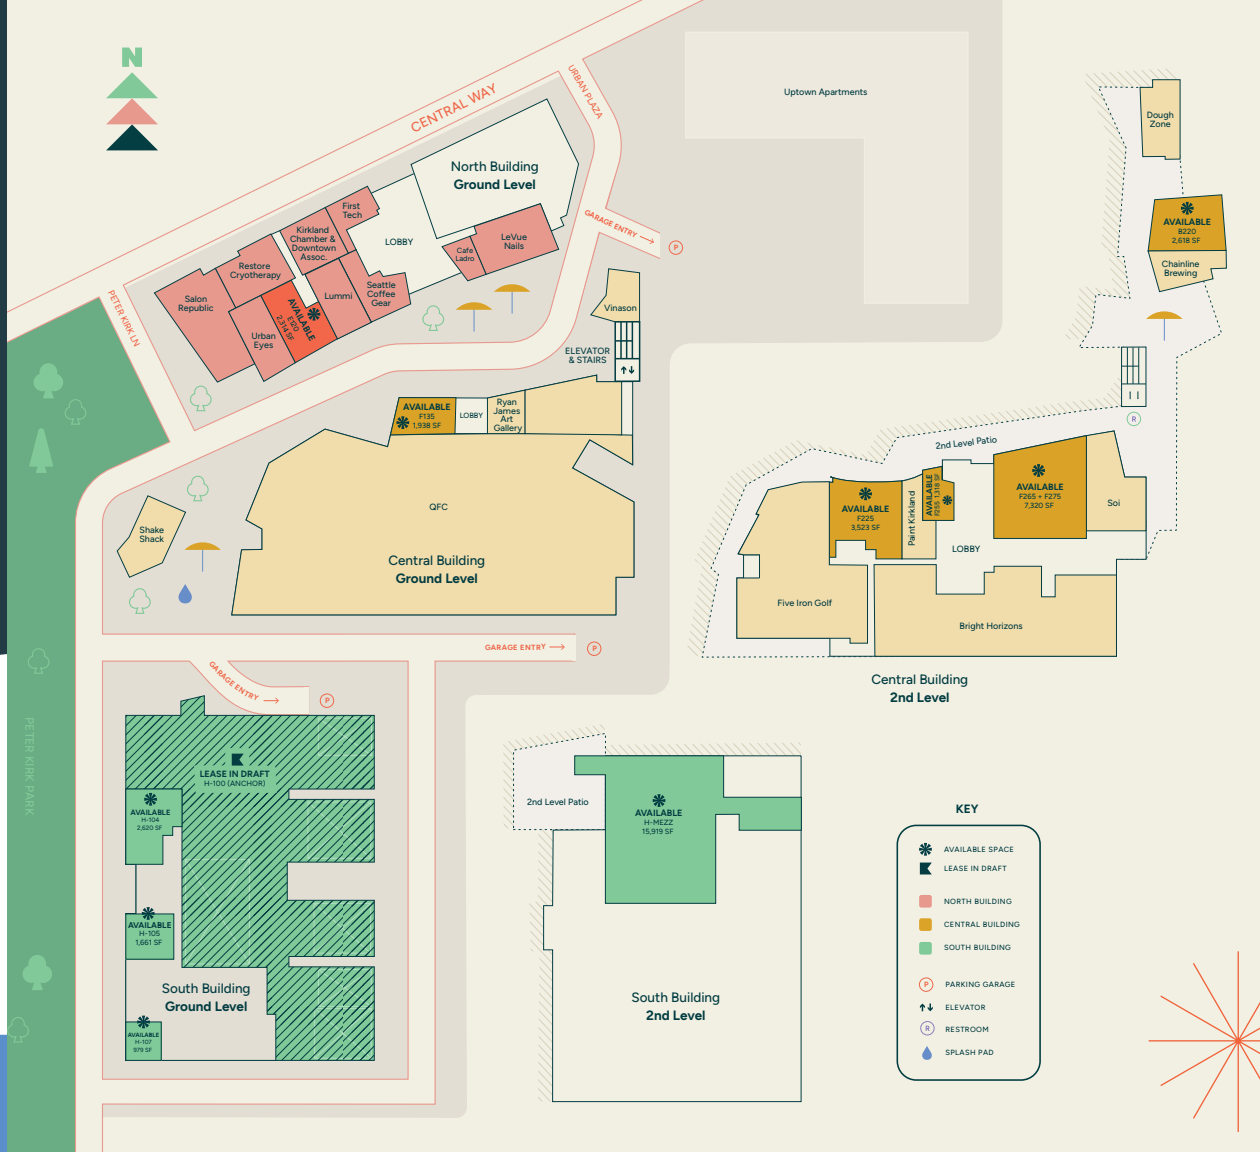 N
CENTRAL WAY
URBAN PLAZA
Uptown Apartments
North Building
Ground Level
GARAGE ENTRY
P
First
Tech
Kirkland
Chamber &
Downtown
Assoc.
LOBBY
LeVue
Nails
Cafe
Ladro
Restore
Cryotherapy
Salon
Republic
Lummi
Seattle
Coffee
Gear
AVAILABLE
E120
2,314 SF
Urban
Eyes
PETER KIRK LN
Vinason
ELEVATOR
& STAIRS
AVAILABLE
F135
1,938 SF
LOBBY
Ryan
James
Art
Gallery
QFC
Central Building
Ground Level
Shake
Shack
GARAGE ENTRY
P
GARAGE ENTRY
P
PETER KIRK PARK
LEASE IN DRAFT
H-100 (ANCHOR)
AVAILABLE
H-104
2,620 SF
AVAILABLE
H-105
1,661 SF
South Building
Ground Level
AVAILABLE
H-107
979 SF
Dough
Zone
AVAILABLE
B220
2,618 SF
Chainline
Brewing
R
2nd Level Patio
AVAILABLE
F225
3,523 SF
Paint Kirkland
AVAILABLE
F255 1,318 SF
AVAILABLE
F265 + F275
7,320 SF
Soi
LOBBY
Five Iron Golf
Bright Horizons
Central Building
2nd Level
2nd Level Patio
AVAILABLE
H-MEZZ
15,919 SF
South Building
2nd Level
KEY
AVAILABLE SPACE
LEASE IN DRAFT
NORTH BUILDING
CENTRAL BUILDING
SOUTH BUILDING
P PARKING GARAGE
ELEVATOR
R RESTROOM
SPLASH PAD